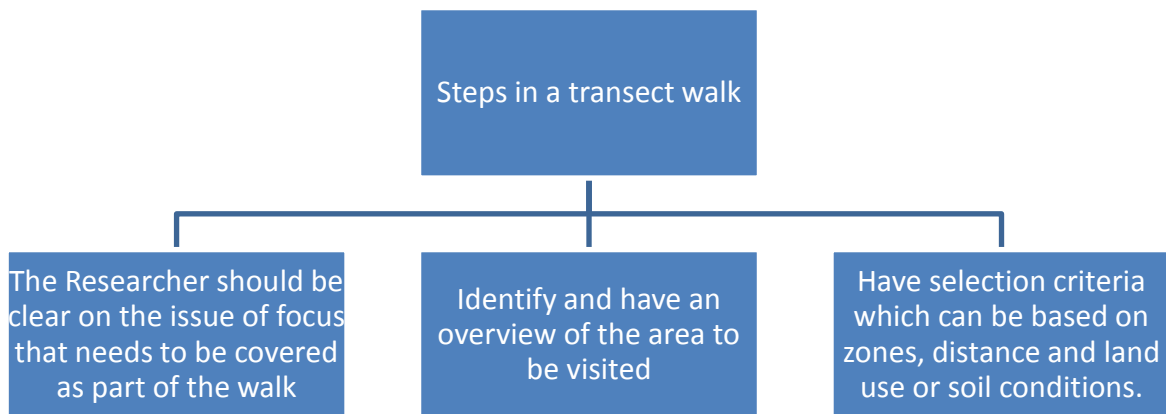 Steps in a transect walk
The Researcher should be
clear on the issue of focus
that needs to be covered
as part of the walk
Identify and have an
overview of the area to
be visited
Have selection criteria
which can be based on
zones, distance and land
use or soil conditions.